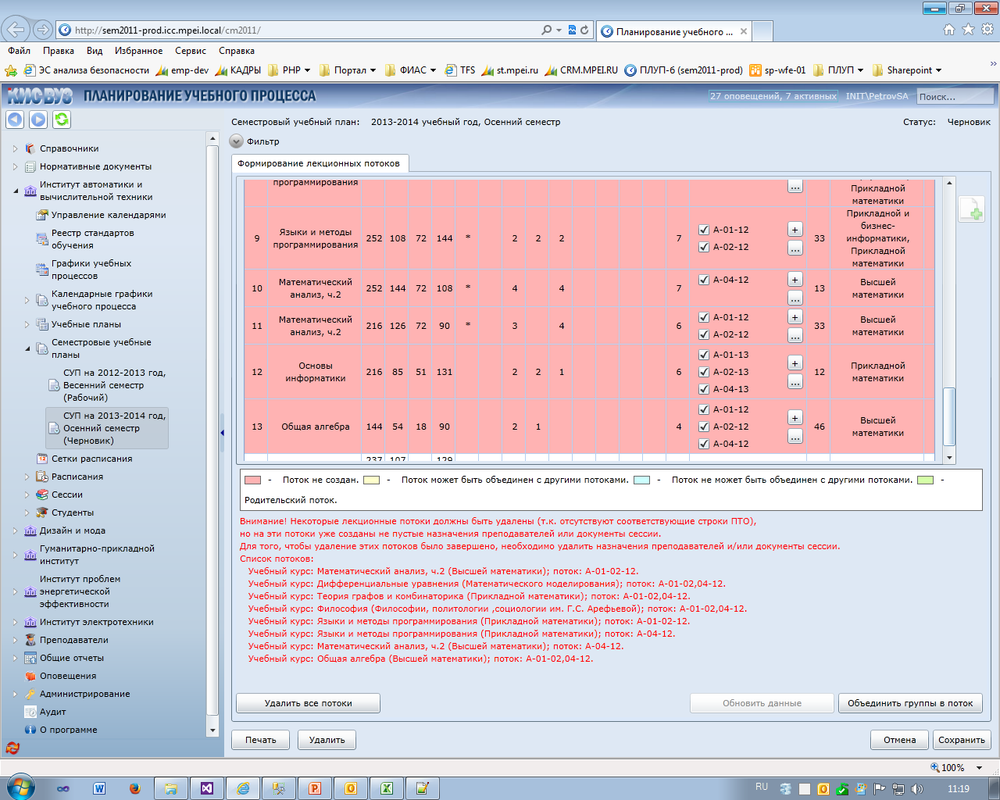 http://sem2011-prod.icc.mpei.local/cm2011/
Планирование учебного ...
Файл Правка Вид Избранное Сервис Справка
ЭС анализа безопасности emp-dev КАДРЫ PHP Портал ФИАС TFS st.mpei.ru CRM.MPEI.RU ПЛУП-6 (sem2011-prod) sp-wfe-01 ПЛУП Sharepoint
КИС ВУЗ ПЛАНИРОВАНИЕ УЧЕБНОГО ПРОЦЕССА
27 оповещений, 7 активных INIT\PetrovSA Поиск...
Справочники
Нормативные документы
Институт автоматики и
вычислительной техники
Управление календарями
Реестр стандартов
обучения
Графики учебных
процессов
Календарные графики
учебного процесса
Учебные планы
Семестровые учебные
планы
СУП на 2012-2013 год,
Весенний семестр
(Рабочий)
СУП на 2013-2014 год,
Осенний семестр
(Черновик)
Сетки расписания
Расписания
Сессии
Студенты
Дизайн и мода
Гуманитарно-прикладной
институт
Институт проблем
энергетической
эффективности
Институт электротехники
Преподаватели
Общие отчеты
Оповещения
Администрирование
Аудит
О программе
Семестровый учебный план: 2013-2014 учебный год, Осенний семестр
Статус: Черновик
Фильтр
Формирование лекционных потоков
программирования ... Прикладной
математики
9 Языки и методы
программирования 252 108 72 144 * 2 2 2 7 А-01-12 + 33 Прикладной и
А-02-12 ... бизнес-
информатики,
Прикладной
математики
10 Математический
анализ, ч.2 252 144 72 108 * 4 4 7 А-04-12 + ... 13 Высшей
математики
11 Математический
анализ, ч.2 216 126 72 90 * 3 4 6 А-01-12 + 33 Высшей
А-02-12 ... математики
12 Основы
информатики 216 85 51 131 2 2 1 6 А-01-13
А-02-13 + 12 Прикладной
А-04-13 ... математики
13 Общая алгебра 144 54 18 90 2 1 4 А-01-12
А-02-12 + 46 Высшей
А-04-12 ... математики
237 107 129
- Поток не создан. - Поток может быть объединен с другими потоками. - Поток не может быть объединен с другими потоками. -
Родительский поток.
Внимание! Некоторые лекционные потоки должны быть удалены (т.к. отсутствуют соответствующие строки ПТО),
но на эти потоки уже созданы не пустые назначения преподавателей или документы сессии.
Для того, чтобы удаление этих потоков было завершено, необходимо удалить назначения преподавателей и/или документы сессии.
Список потоков:
Учебный курс: Математический анализ, ч.2 (Высшей математики); поток: А-01-02-12.
Учебный курс: Дифференциальные уравнения (Математического моделирования); поток: А-01-02,04-12.
Учебный курс: Теория графов и комбинаторика (Прикладной математики); поток: А-01-02,04-12.
Учебный курс: Философия (Философии, политологии ,социологии им. Г.С. Арефьевой); поток: А-01-02,04-12.
Учебный курс: Языки и методы программирования (Прикладной математики); поток: А-01-02-12.
Учебный курс: Языки и методы программирования (Прикладной математики); поток: А-04-12.
Учебный курс: Математический анализ, ч.2 (Высшей математики); поток: А-04-12.
Учебный курс: Общая алгебра (Высшей математики); поток: А-01-02,04-12.
Удалить все потоки Обновить данные Объединить группы в поток
Печать Удалить Отмена Сохранить
100%
RU 11:19